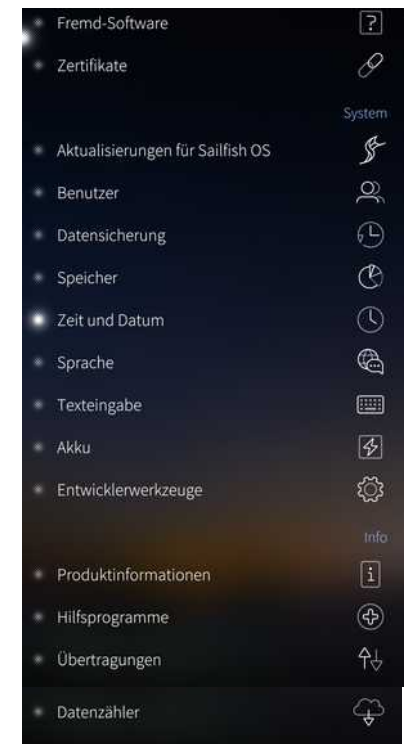 Fremd-Software
Zertifikate
System
Aktualisierungen für Sailfish OS
Benutzer
Datensicherung
Speicher
Zeit und Datum
Sprache
Texteingabe
Akku
Entwicklerwerkzeuge
Info
Produktinformationen
Hilfsprogramme
Übertragungen
Datenzähler